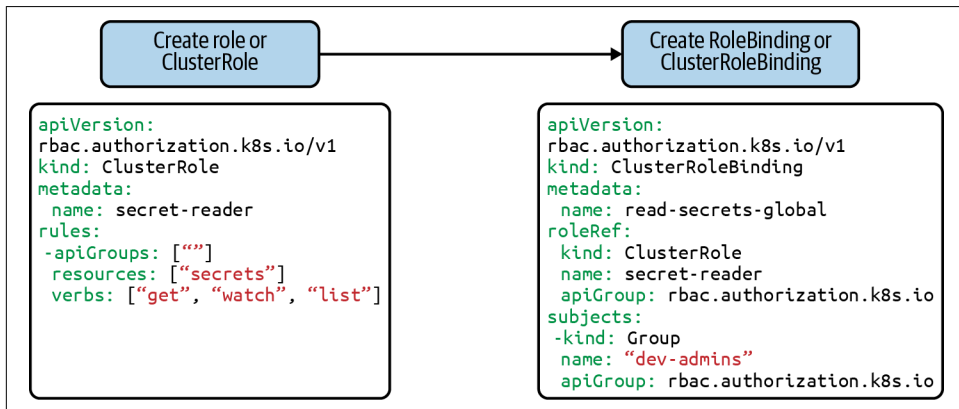 Create role or
ClusterRole
Create RoleBinding or
ClusterRoleBinding
apiVersion:
rbac.authorization.k8s.io/v1
kind: ClusterRole
metadata:
name: secret-reader
rules:
-apiGroups: [“”]
resources: [“secrets”]
verbs: [“get”, “watch”, “list”]
apiVersion:
rbac.authorization.k8s.io/v1
kind: ClusterRoleBinding
metadata:
name: read-secrets-global
roleRef:
kind: ClusterRole
name: secret-reader
apiGroup: rbac.authorization.k8s.io
subjects:
-kind: Group
name: “dev-admins”
apiGroup: rbac.authorization.k8s.io